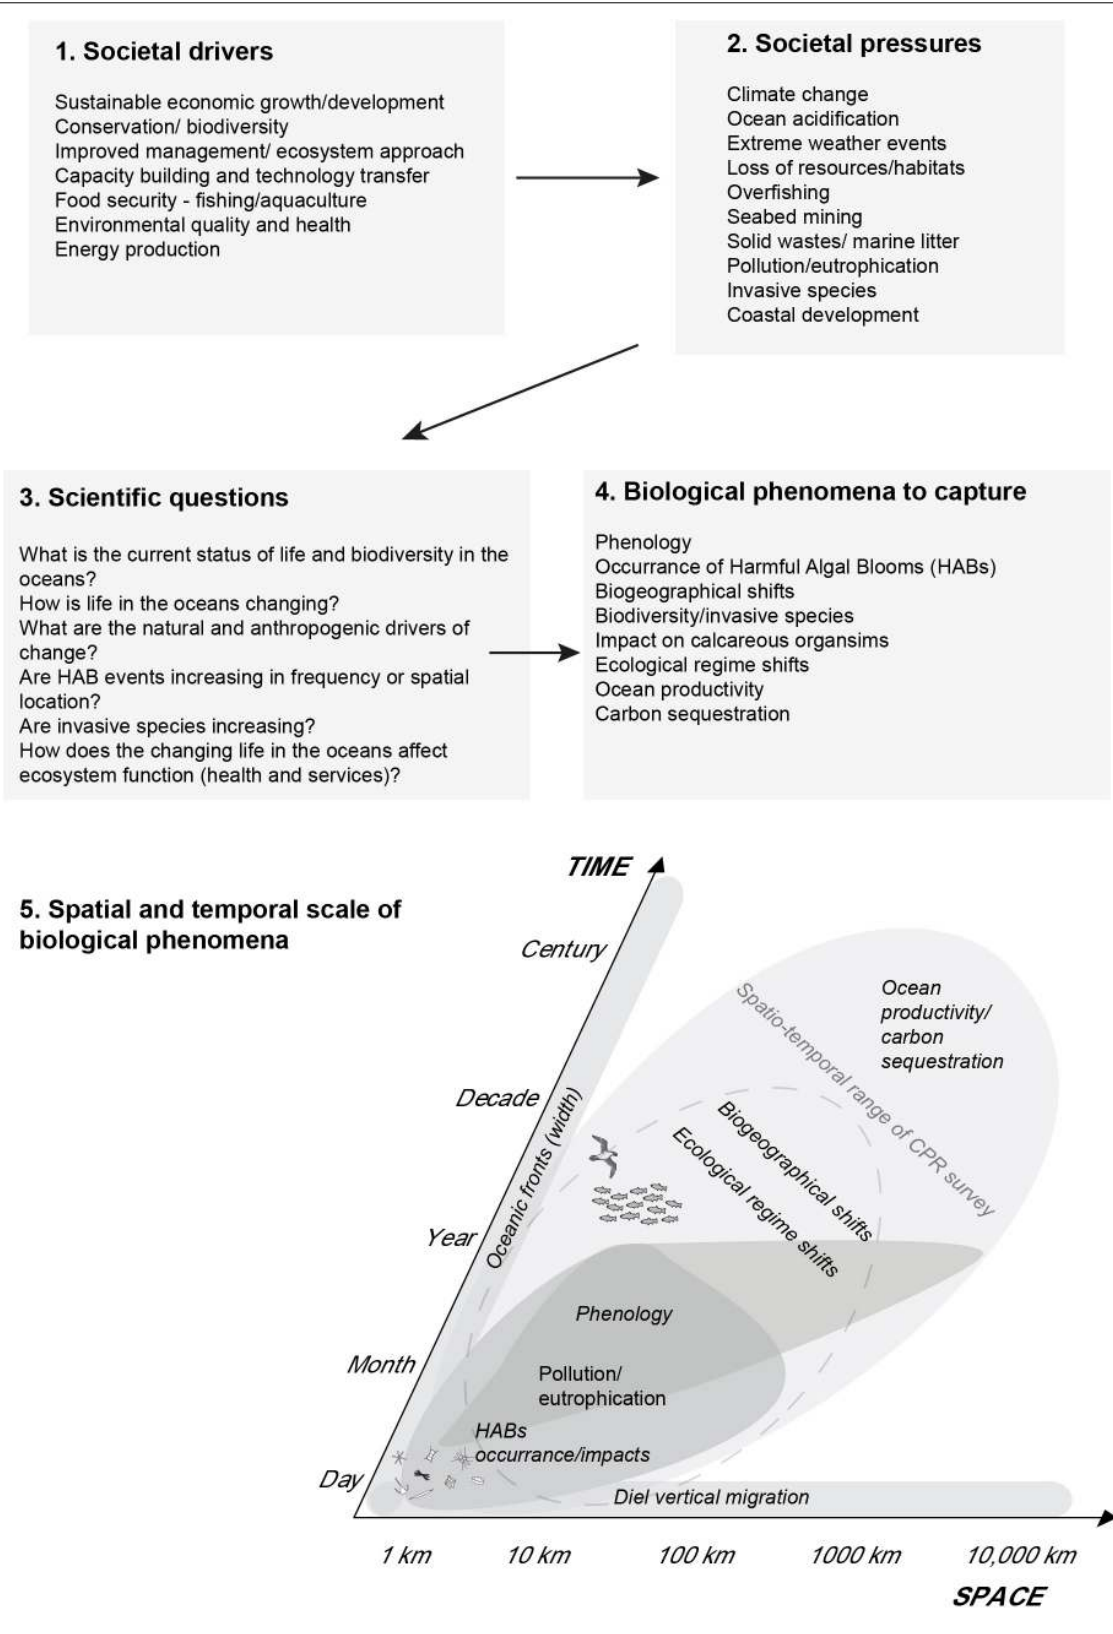 1. Societal drivers
Sustainable economic growth/development
Conservation/ biodiversity
Improved management/ ecosystem approach
Capacity building and technology transfer
Food security - fishing/aquaculture
Environmental quality and health
Energy production
2. Societal pressures
Climate change
Ocean acidification
Extreme weather events
Loss of resources/habitats
Overfishing
Seabed mining
Solid wastes/ marine litter
Pollution/eutrophication
Invasive species
Coastal development
3. Scientific questions
What is the current status of life and biodiversity in the
oceans?
How is life in the oceans changing?
What are the natural and anthropogenic drivers of
change?
Are HAB events increasing in frequency or spatial
location?
Are invasive species increasing?
How does the changing life in the oceans affect
ecosystem function (health and services)?
4. Biological phenomena to capture
Phenology
Occurrance of Harmful Algal Blooms (HABs)
Biogeographical shifts
Biodiversity/invasive species
Impact on calcareous organsims
Ecological regime shifts
Ocean productivity
Carbon sequestration
5. Spatial and temporal scale of
biological phenomena
TIME
Century
Decade
Year
Month
Day
Oceanic fronts (width)
Spatio-temporal range of CPR survey
Ocean
productivity/
carbon
sequestration
Biogeographical shifts
Ecological regime shifts
Phenology
Pollution/
eutrophication
HABs
occurrance/impacts
Diel vertical migration
1 km
10 km
100 km
1000 km
10,000 km
SPACE